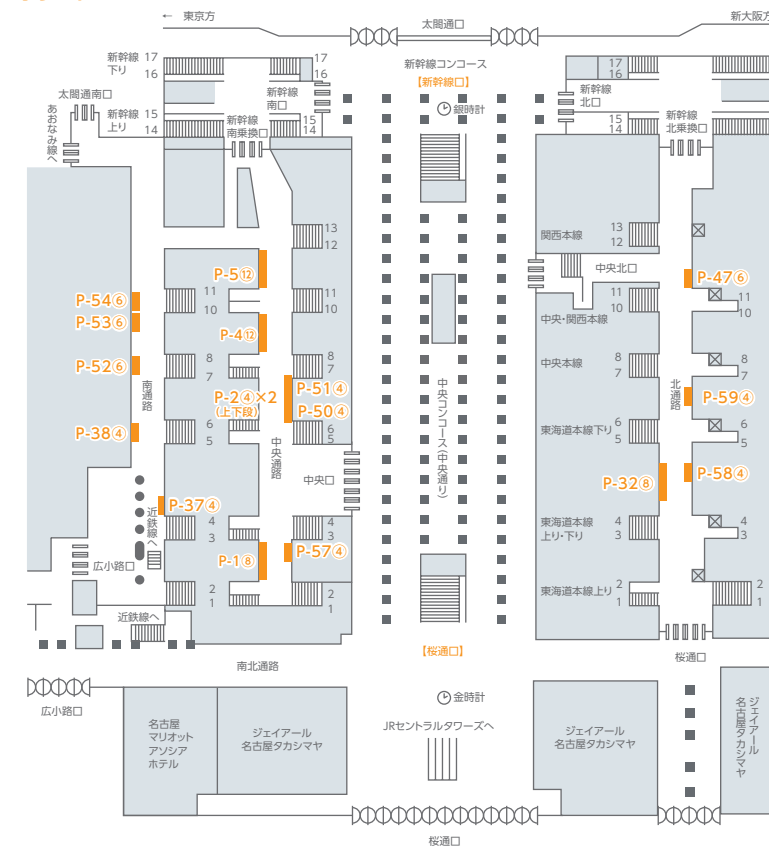 ← 東京方
太閤通口
新大阪方
新幹線
下り
17
16
17
16
新幹線コンコース
【新幹線口】
17
16
太閤通南口
新幹線
上り
15
14
新幹線
南口
新幹線
南乗換口
15
14
銀時計
新幹線
北口
15
14
新幹線
北乗換口
あおなみ線へ
13
12
関西本線
13
12
中央北口
P-5⑫
P-47⑥
P-54⑥
P-53⑥
11
10
11
10
11
10
11
10
P-4⑫
中央・関西本線
P-52⑥
8
7
8
7
中央本線
8
7
8
7
南通路
P-2④×2
(上下段)
P-51④
P-50④
中央コンコース(中央通り)
北通路
P-59④
P-38④
6
5
6
5
東海道本線下り
6
5
6
5
中央通路
中央口
P-32⑧
P-58④
P-37④
近鉄線へ
4
3
4
3
東海道本線
上り・下り
4
3
4
3
P-1⑧
P-57④
広小路口
2
1
2
1
東海道本線上り
2
1
2
1
近鉄線へ
【桜通口】
桜通口
南北通路
広小路口
金時計
名古屋
マリオット
アソシア
ホテル
ジェイアール
名古屋タカシマヤ
JRセントラルタワーズへ
ジェイアール
名古屋タカシマヤ
ジェイアール
名古屋タカシマヤ
桜通口